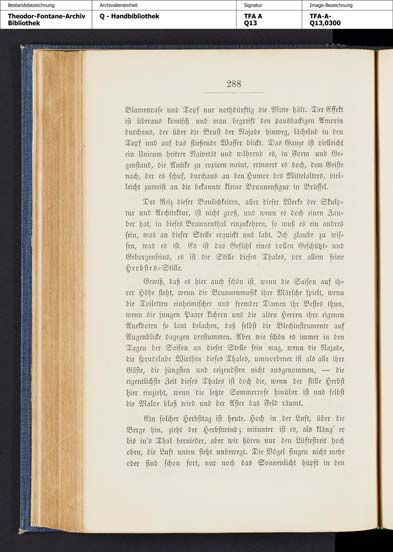 Bestandsbezeichnung
Archivalieneinheit
Signatur
Image-Bezeichnung
Theodor-Fontane-Archiv
Bibliothek
Q - Handbibliothek
TFA A
Q13
TFA-A-
Q13,0300
288
Blumenvase und Topf nur nothdürftig die Mitte hält. Der Effekt
ist überaus komisch und man begreift den pausbackigen Amorin
durchaus, der über die Brust der Najade hinweg, lächelnd in den
Topf und auf das fließende Waſſer blickt. Das Ganze ist vielleicht
ein Unicum heitrer Naivetät und während es, in Form und Ge-
genstand, die Antike zu copiren meint, erinnert es doch, dem Geiste
nach, der es schuf, durchaus an den Humor des Mittelalters, viel-
leicht zumeist an die bekannte kleine Brunnenfigur in Brüssel.
Der Reiz dieser Baulichkeiten, aller dieser Werke der Skulp-
tur und Architektur, ist nicht groß, und wenn es doch einen Zau-
ber hat, in dieses Brunnenthal einzukehren, so muß es ein andres
sein, was an dieser Stelle erquickt und labt. Ich glaube zu wis-
sen, was es ist. Es ist das Gefühl eines vollen Geschütz- und
Geborgenseins, es ist die Stille dieses Thales, vor allem seine
Herbstes-Stille.
Gewiß, daß es hier auch schön ist, wenn die Saison auf ih-
rer Höhe steht, wenn die Brunnenmusik ihre Märsche spielt, wenn
die Toiletten einheimischer und fremder Damen ihr Bestes thun,
wenn die jungen Paare kichern und die alten Herren ihre eigenen
Anekdoten so laut belachen, daß selbst die Blechinstrumente auf
Augenblicke dagegen verstummen. Aber wie schön es immer in den
Tagen der Saison an dieser Stelle sein mag, wenn die Najade,
die sprudelnde Wirthin dieses Thales, umworbener ist als alle ihre
Gäste, die jüngsten und reizendsten nicht ausgenommen, — die
eigentlichste Zeit dieses Thales ist doch die, wenn der stille Herbst
hier einzieht, wenn die letzte Sommerrose hinüber ist und selbst
die Malve blaß wird und der Aster das Feld räumt.
Ein solcher Herbsttag ist heute. Hoch in der Luft, über die
Berge hin, zieht der Herbstwind; mitunter ist es, als kläng' er
bis in's Thal hernieder, aber wir hören nur den Lüftestreit hoch
oben, die Luft unten steht unbewegt. Die Vögel singen nicht mehr
oder sind schon fort, nur noch das Sonnenlicht hüpft in den